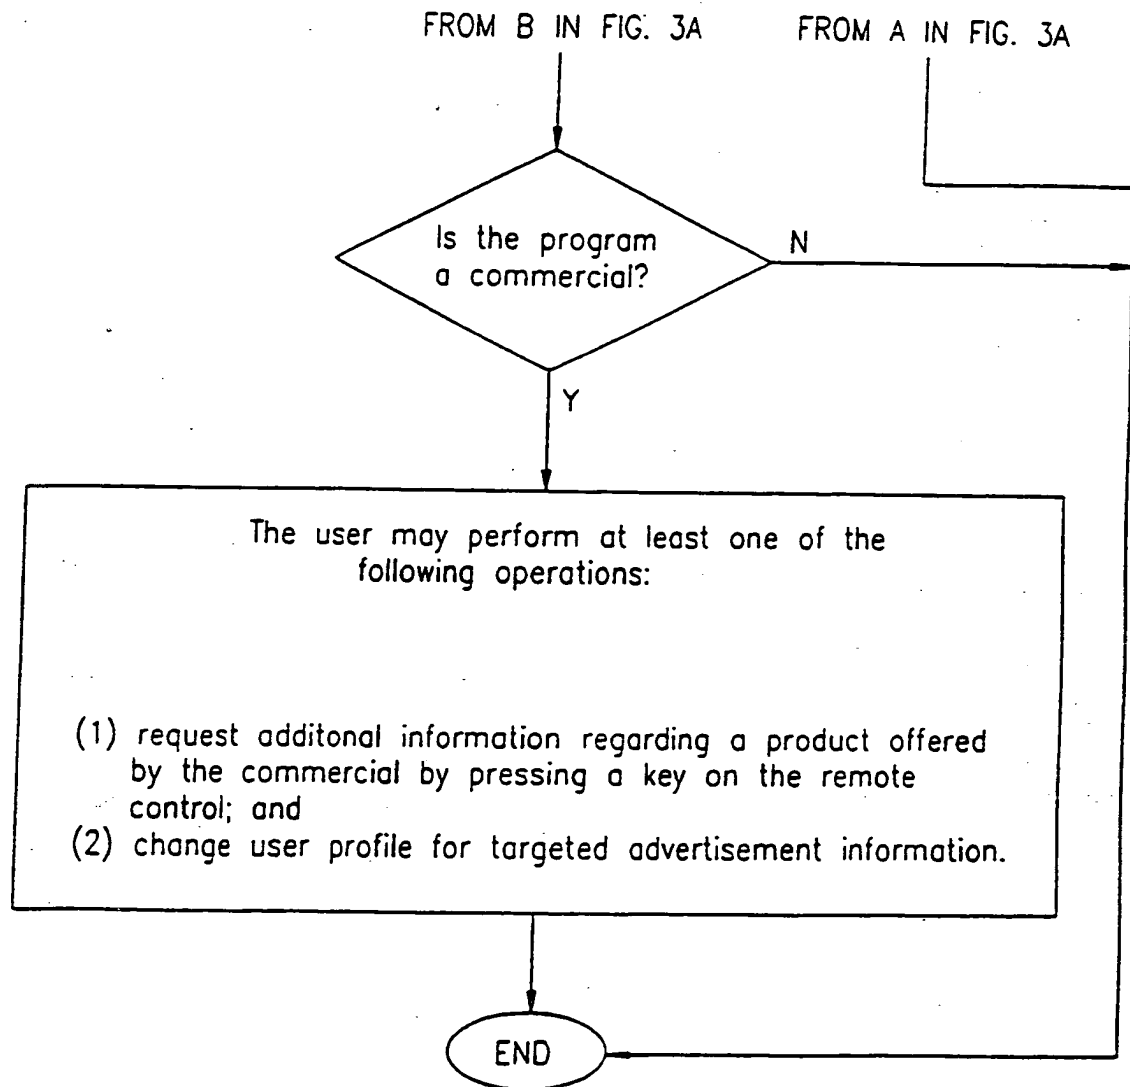 FROM B IN FIG. 3A
FROM A IN FIG. 3A
Is the program
a commercial?
N
Y
The user may perform at least one of the
following operations:
(1) request additonal information regarding a product offered
by the commercial by pressing a key on the remote
control; and
(2) change user profile for targeted advertisement information.
END